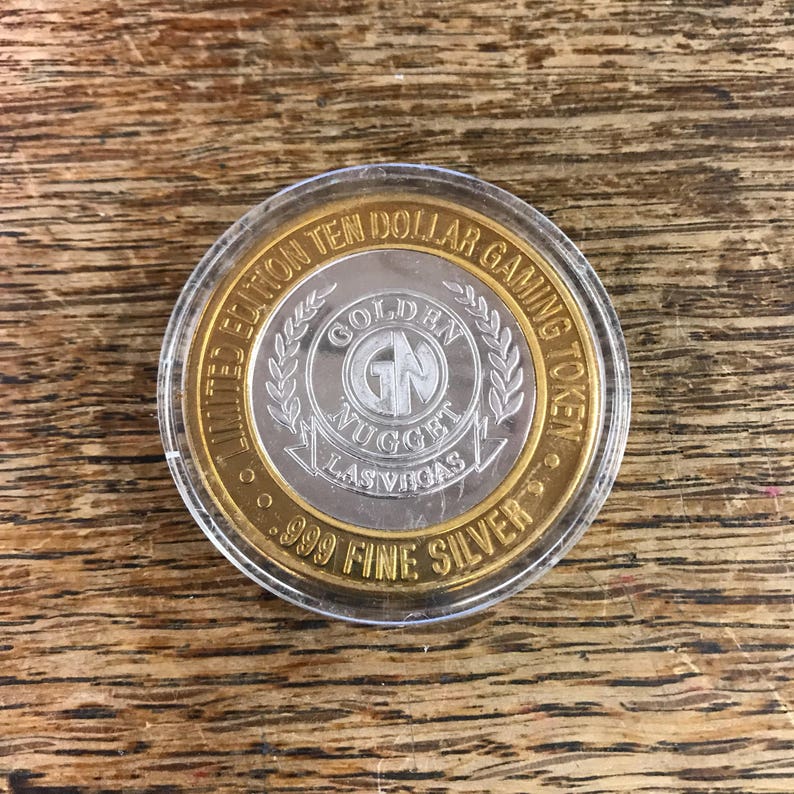 LIMITED EDITION TEN DOLLAR GAMING TOKEN
GOLDEN
GN
NUGGET
LAS VEGAS
.999 FINE SILVER